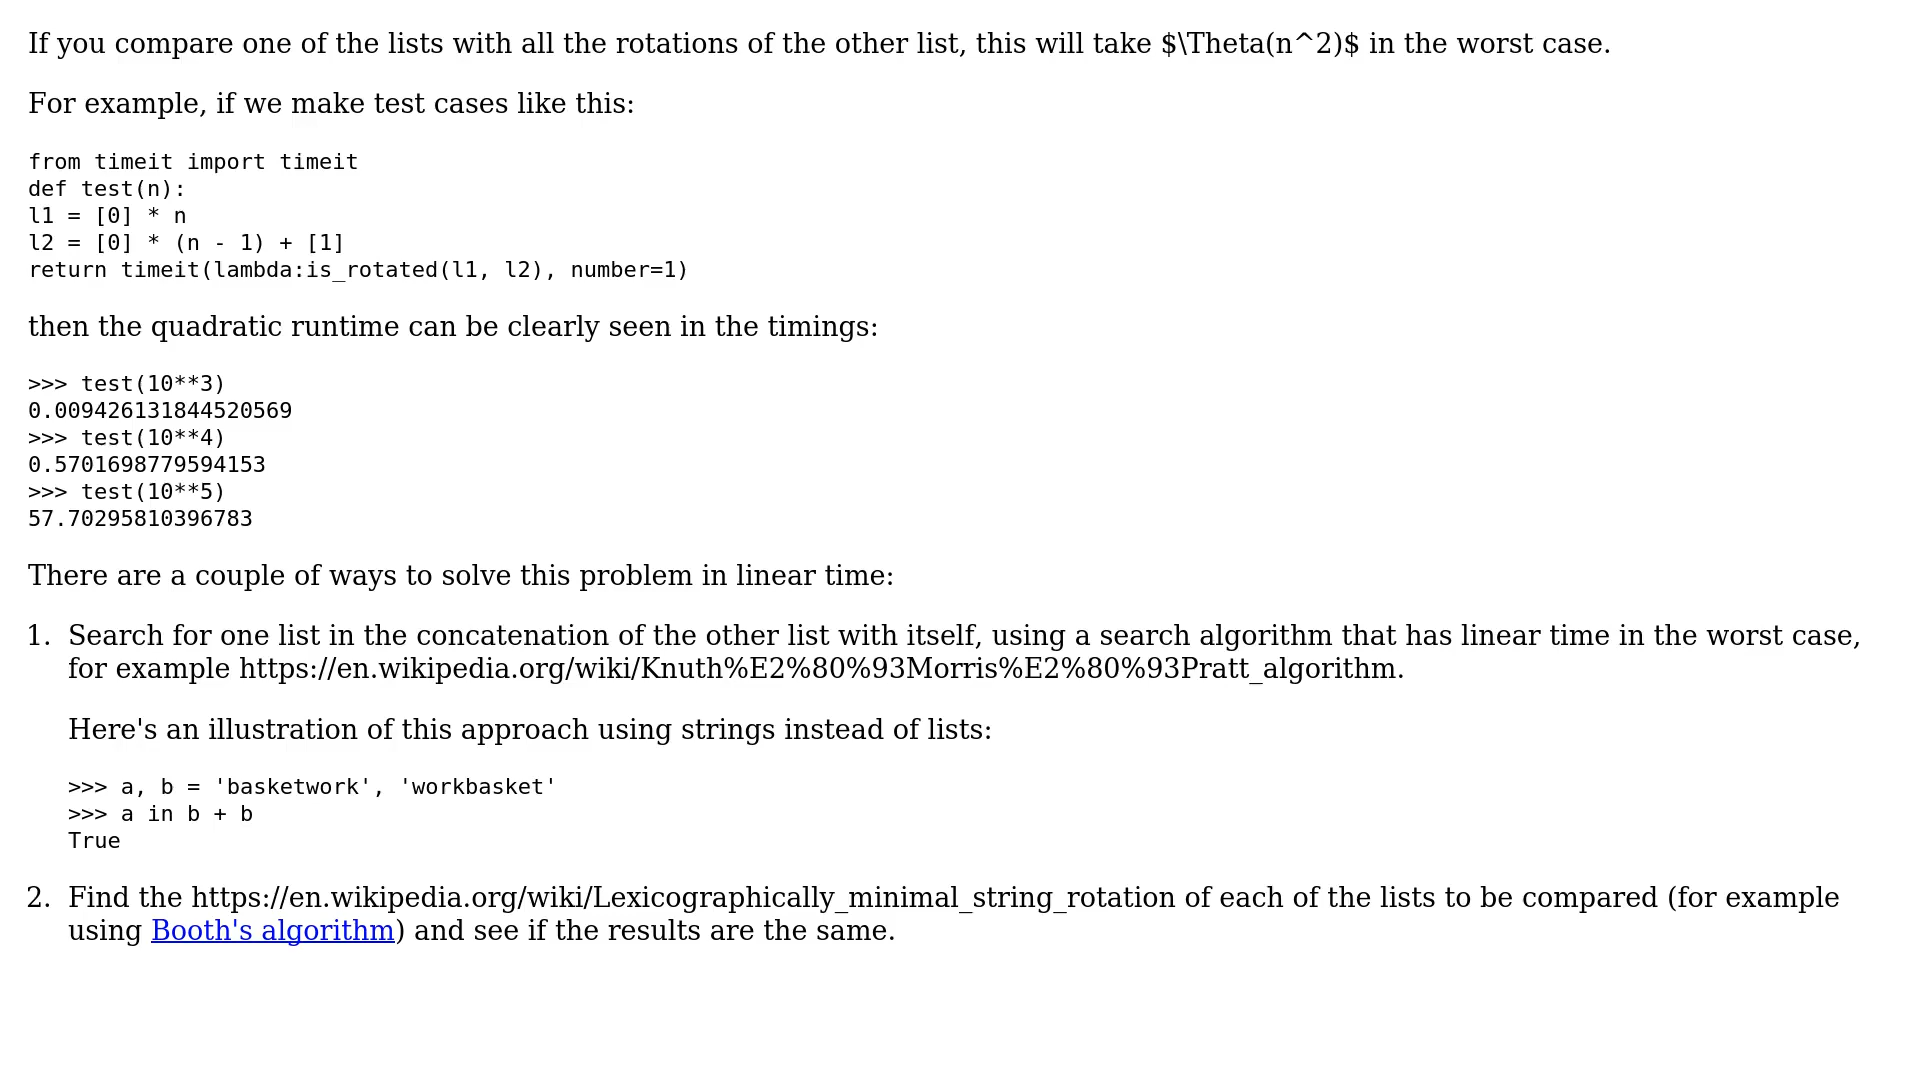 If you compare one of the lists with all the rotations of the other list, this will take $\Theta(n^2)$ in the worst case.
For example, if we make test cases like this:
from timeit import timeit
def test(n):
l1 = [0] * n
l2 = [0] * (n - 1) + [1]
return timeit(lambda:is_rotated(l1, l2), number=1)
then the quadratic runtime can be clearly seen in the timings:
>>> test(10**3)
0.009426131844520569
>>> test(10**4)
0.5701698779594153
>>> test(10**5)
57.70295810396783
There are a couple of ways to solve this problem in linear time:
1. Search for one list in the concatenation of the other list with itself, using a search algorithm that has linear time in the worst case,
for example https://en.wikipedia.org/wiki/Knuth%E2%80%93Morris%E2%80%93Pratt_algorithm.
Here's an illustration of this approach using strings instead of lists:
>>> a, b = 'basketwork', 'workbasket'
>>> a in b + b
True
2. Find the https://en.wikipedia.org/wiki/Lexicographically_minimal_string_rotation of each of the lists to be compared (for example
using Booth's algorithm) and see if the results are the same.